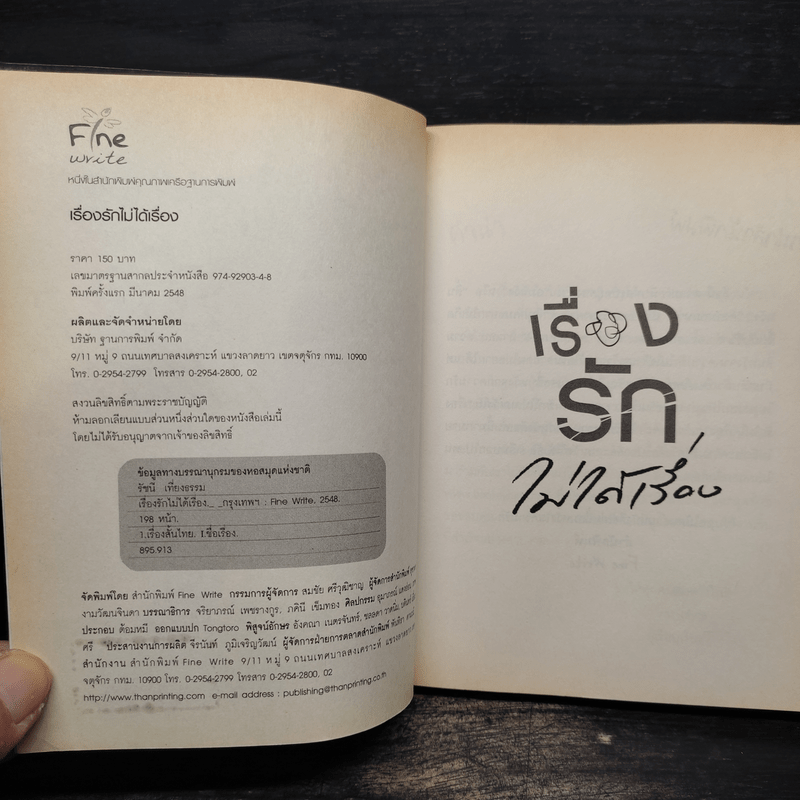 Fine
write
หนึ่งในสำนักพิมพ์คุณภาพเครือฐานการพิมพ์
เรื่องรักไม่ได้เรื่อง
ราคา 150 บาท
เลขมาตรฐานสากลประจำหนังสือ 974-92903-4-8
พิมพ์ครั้งแรก มีนาคม 2548
ผลิตและจัดจำหน่ายโดย
บริษัท ฐานการพิมพ์ จำกัด
9/11 หมู่ 9 ถนนเทศบาลสงเคราะห์ แขวงลาดยาว เขตจตุจักร กทม. 10900
โทร. 0-2954-2799 โทรสาร 0-2954-2800, 02
สงวนลิขสิทธิ์ตามพระราชบัญญัติ
ห้ามลอกเลียนแบบส่วนหนึ่งส่วนใดของหนังสือเล่มนี้
โดยไม่ได้รับอนุญาตจากเจ้าของลิขสิทธิ์
ข้อมูลทางบรรณานุกรมของหอสมุดแห่งชาติ
รัชนี เที่ยงธรรม
เรื่องรักไม่ได้เรื่อง._ _กรุงเทพฯ : Fine Write, 2548.
198 หน้า.
1.เรื่องสั้นไทย. I.ชื่อเรื่อง.
895.913
จัดพิมพ์โดย สำนักพิมพ์ Fine Write กรรมการผู้จัดการ สมชัย ศรีวุฒิชาญ ผู้จัดการสำนักพิมพ์
งามวัฒนจินดา บรรณาธิการ จริยาภรณ์ เพชรางกูร, ภคินี เข็มทอง ศิลปกรรม
ประกอบ ต้อมหมี ออกแบบปก Tongtoro พิสูจน์อักษร อังคณา เนตรจันทร์,
ศรี ประสานงานการผลิต จีรนันท์ ภูมิเจริญวัฒน์ ผู้จัดการฝ่ายการตลาดสำนักพิมพ์
สำนักงาน สำนักพิมพ์ Fine Write 9/11 หมู่ 9 ถนนเทศบาลสงเคราะห์ แขวงลาดยาว
จตุจักร กทม. 10900 โทร. 0-2954-2799 โทรสาร 0-2954-2800, 02
http://www.thanprinting.com e-mail address : publishing@thanprinting.co.th
เรื่อง
รัก
ไม่ได้เรื่อง